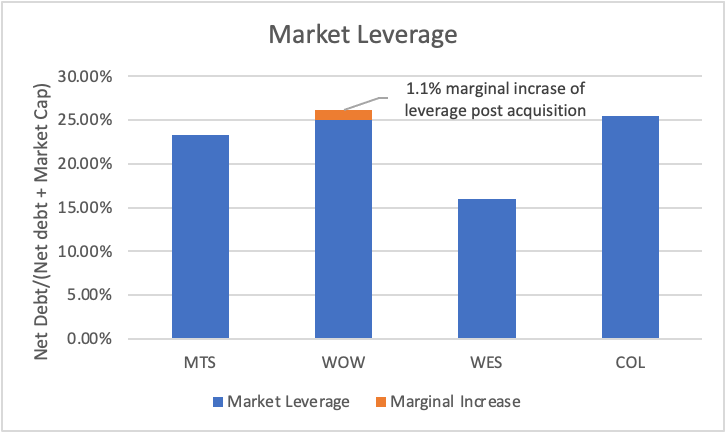 Market Leverage
Net Debt/(Net debt + Market Cap)
30.00%
25.00%
20.00%
15.00%
10.00%
5.00%
0.00%
1.1% marginal incrase of
leverage post acquisition
MTS WOW WES COL
Market Leverage Marginal Increase